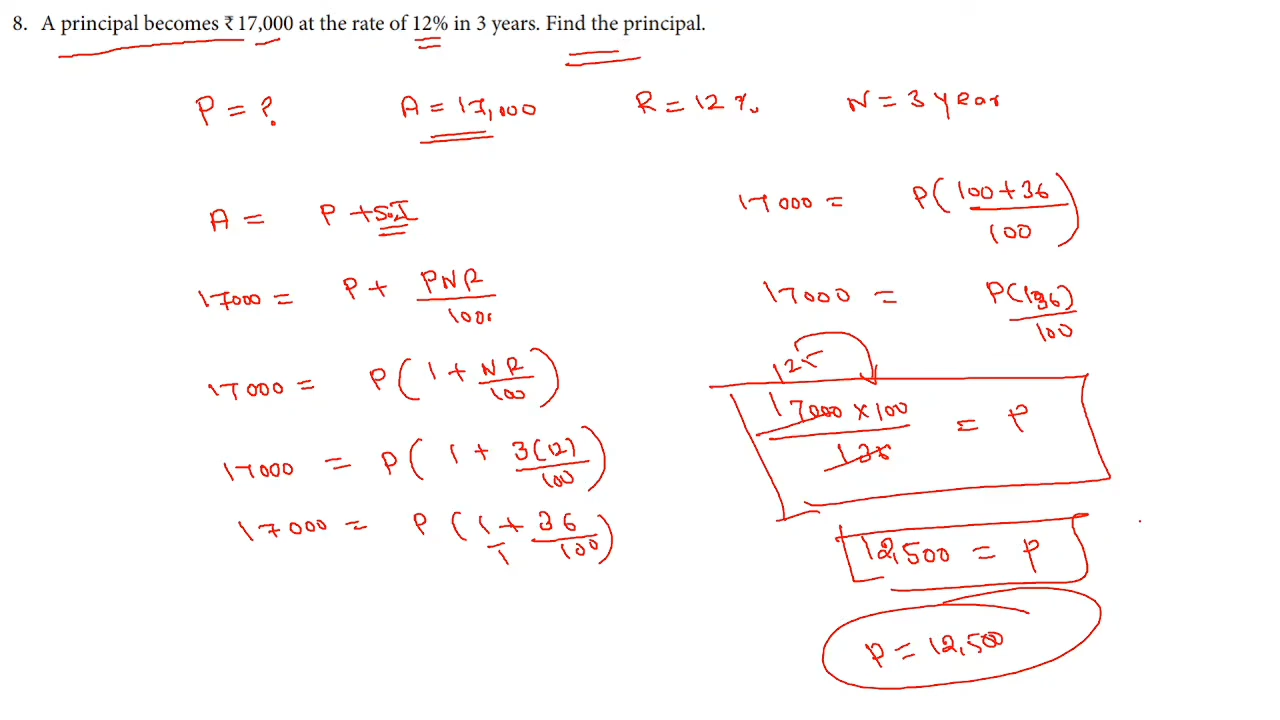 8. A principal becomes ₹ 17,000 at the rate of 12% in 3 years. Find the principal.
P = ? A = 17,000 R = 12 % N = 3 year
A = P + S.I
17000 = P + PNR/100
17000 = P ( 1 + NR/100 )
17000 = P ( 1 + 3(12)/100 )
17000 = P ( 1/1 + 36/100 )
17000 = P ( 100+36/100 )
17000 = P(136)/100
125
17000 × 100/136 = P
12,500 = P
P = 12,500